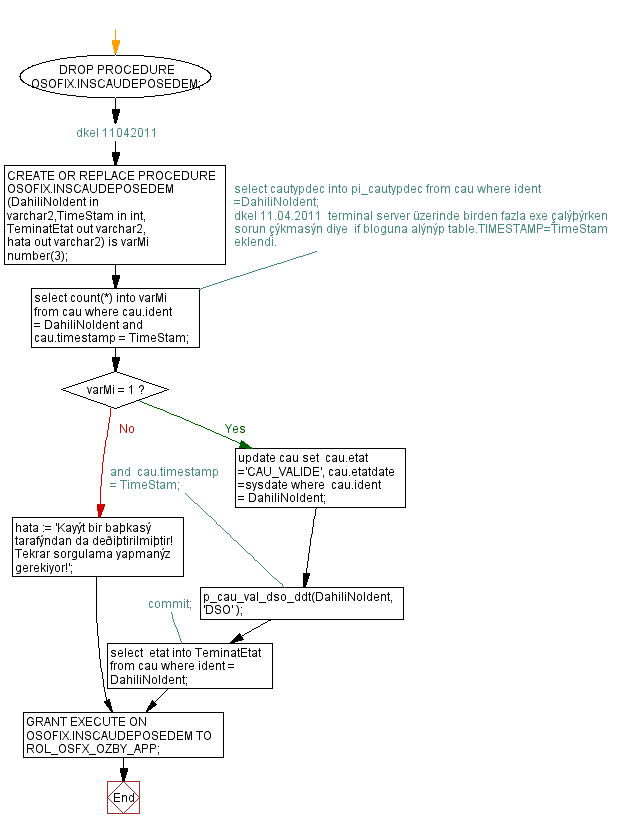 DROP PROCEDURE
OSOFIX.INSCAUDEPOSEDEM;
dkel 11042011
CREATE OR REPLACE PROCEDURE
OSOFIX.INSCAUDEPOSEDEM
(DahiliNoIdent in
varchar2,TimeStam in int,
TeminatEtat out varchar2,
hata out varchar2) is varMi
number(3);
select cautypdec into pi_cautypdec from cau where ident
=DahiliNoIdent;
dkel 11.04.2011  terminal server üzerinde birden fazla exe çalýþýrken
sorun çýkmasýn diye  if bloguna alýnýp table.TIMESTAMP=TimeStam
eklendi.
select count(*) into varMi
from cau where cau.ident
= DahiliNoIdent and
cau.timestamp = TimeStam;
varMi = 1 ?
No
Yes
update cau set  cau.etat
='CAU_VALIDE', cau.etatdate
=sysdate where  cau.ident
= DahiliNoIdent;
and  cau.timestamp
= TimeStam;
hata := 'Kayýt bir baþkasý
tarafýndan da deðiþtirilmiþtir!
Tekrar sorgulama yapmanýz
gerekiyor!';
p_cau_val_dso_ddt(DahiliNoIdent,
'DSO' );
commit;
select  etat into TeminatEtat
from cau where ident =
DahiliNoIdent;
GRANT EXECUTE ON
OSOFIX.INSCAUDEPOSEDEM TO
ROL_OSFX_OZBY_APP;
End